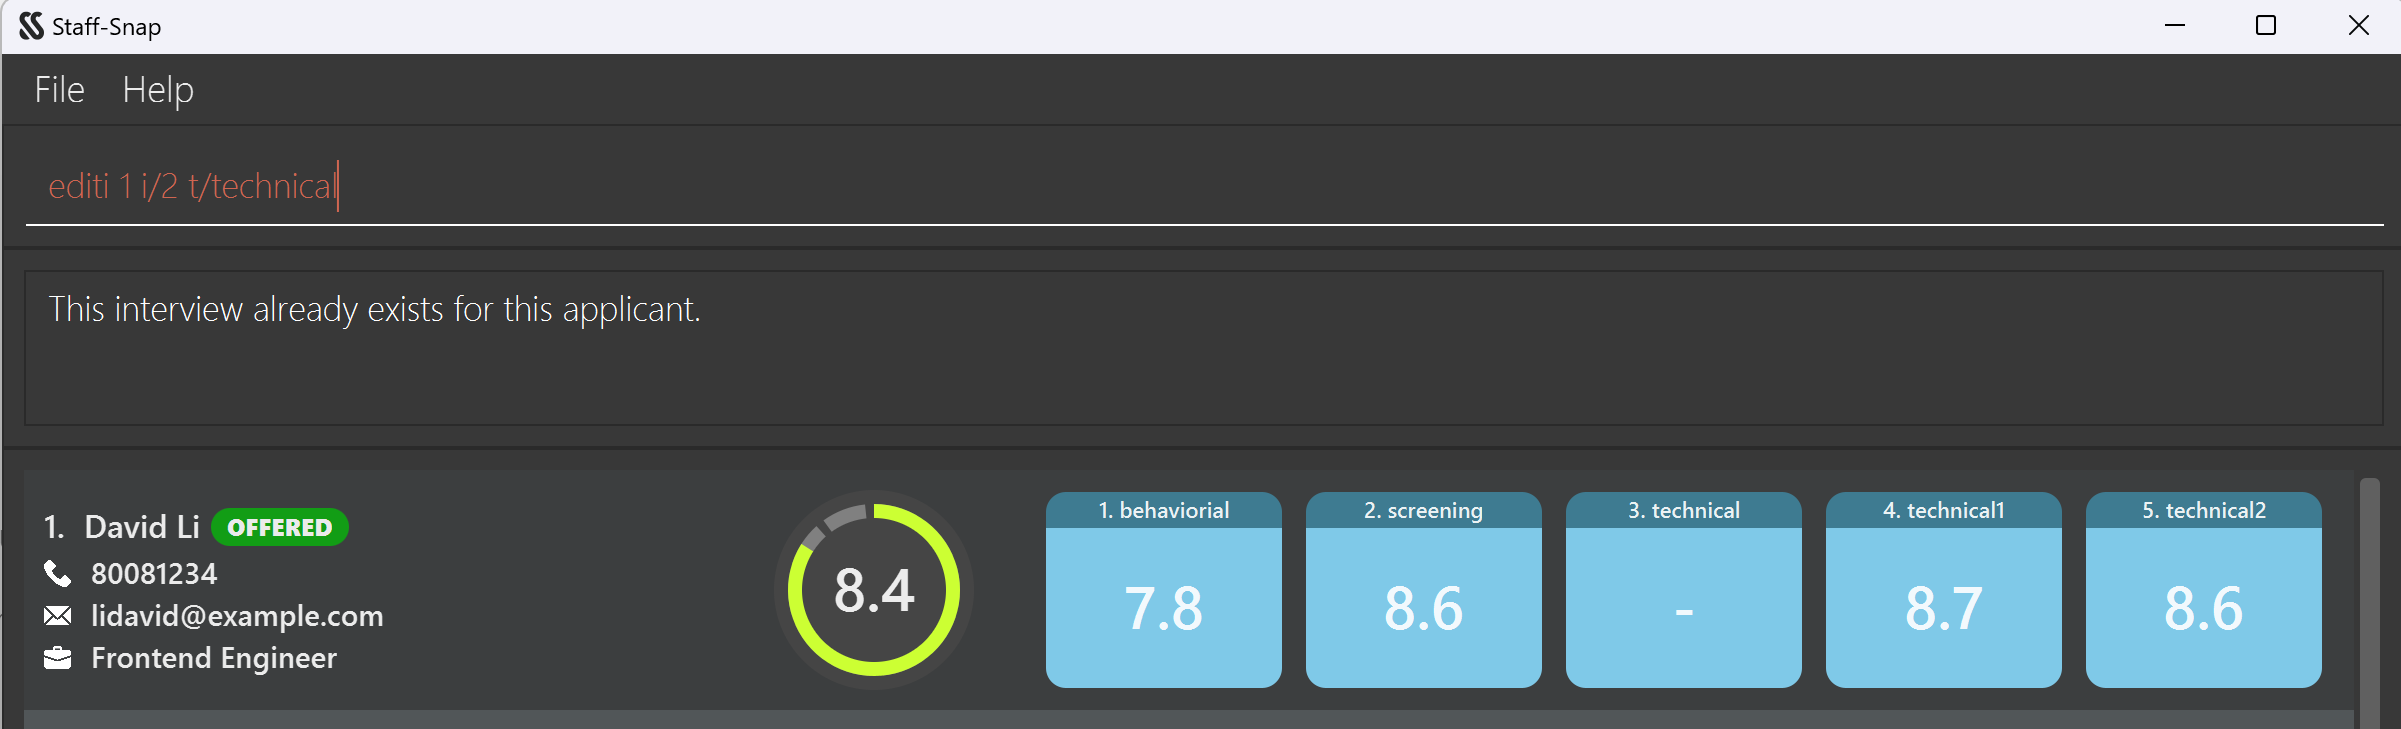 Staff-Snap
File Help
editi 1 i/2 t/technical
This interview already exists for this applicant.
1. David Li OFFERED
80081234
lidavid@example.com
Frontend Engineer
8.4
1. behaviorial
7.8
2. screening
8.6
3. technical
-
4. technical1
8.7
5. technical2
8.6